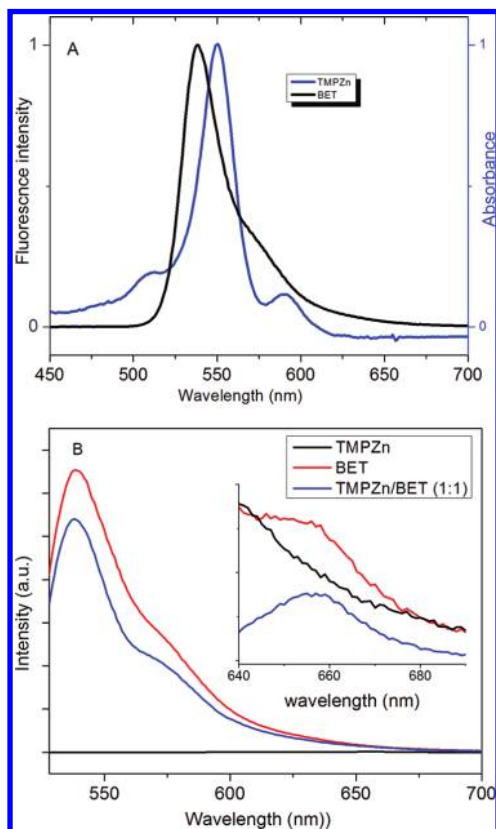 A
TMPZn
BET
Fluorescnce intensity
Absorbance
1
0
1
0
450 500 550 600 650 700
Wavelength (nm)
B
TMPZn
BET
TMPZn/BET (1:1)
Intensity (a.u.)
640 660 680
wavelength (nm)
550 600 650 700
Wavelength (nm))